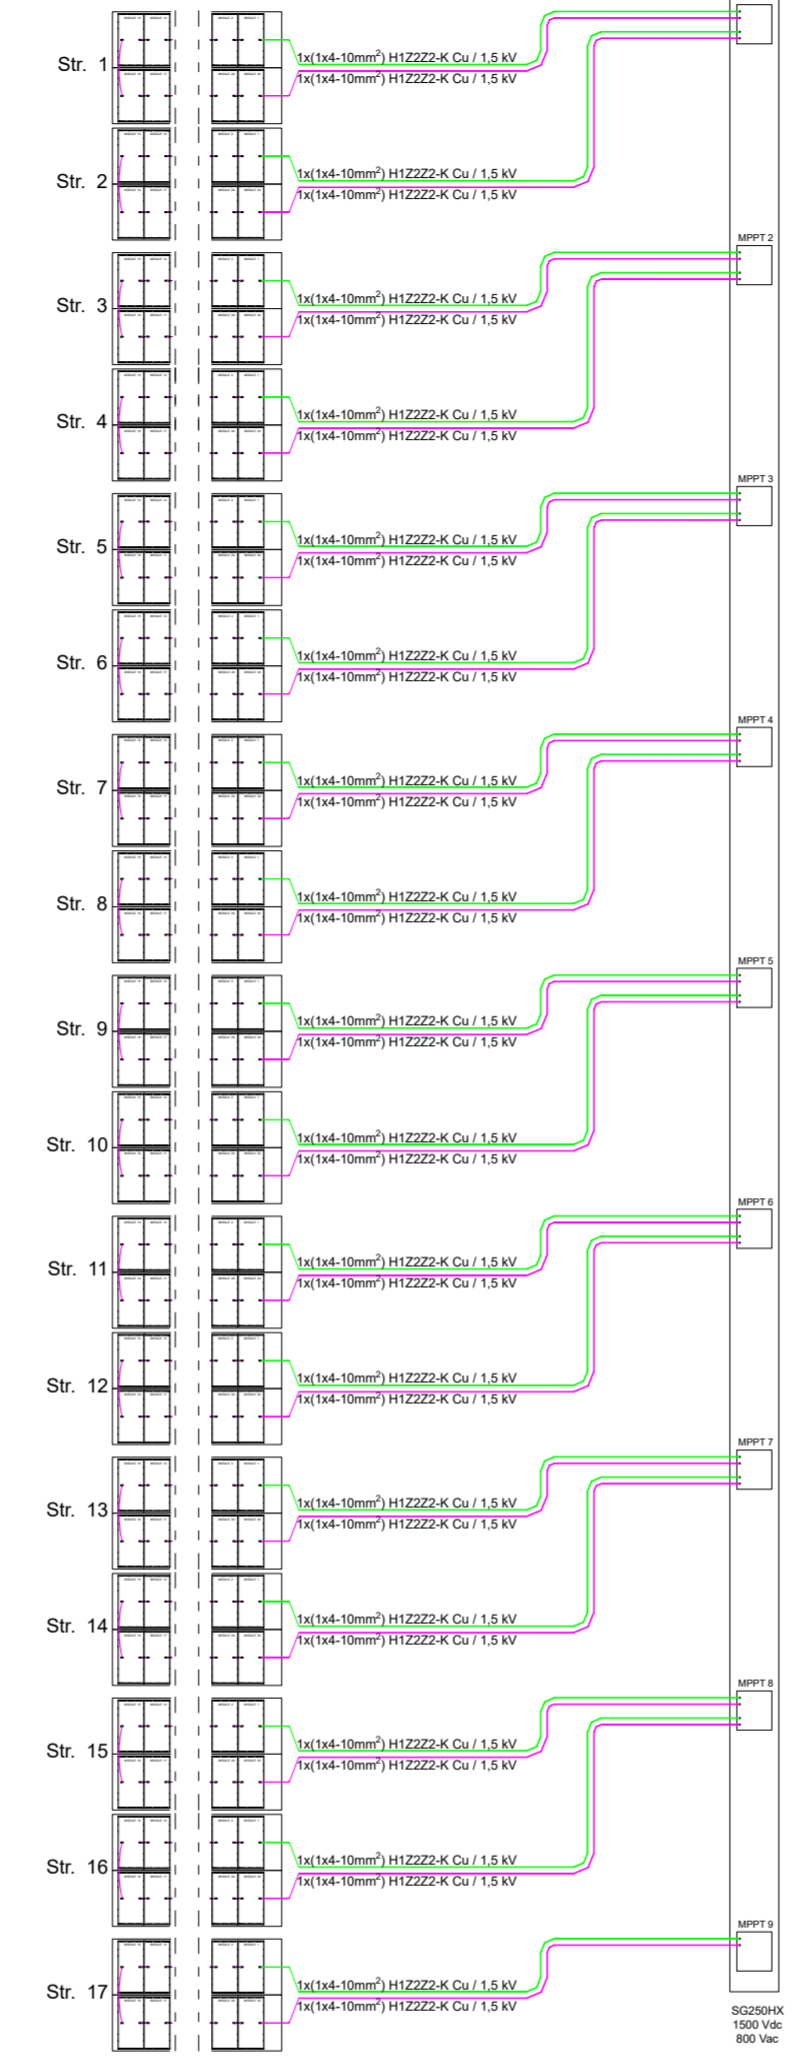 Str. 1
1x(1x4-10mm²) H1Z2Z2-K Cu / 1,5 kV
1x(1x4-10mm²) H1Z2Z2-K Cu / 1,5 kV
Str. 2
1x(1x4-10mm²) H1Z2Z2-K Cu / 1,5 kV
1x(1x4-10mm²) H1Z2Z2-K Cu / 1,5 kV
MPPT 2
Str. 3
1x(1x4-10mm²) H1Z2Z2-K Cu / 1,5 kV
1x(1x4-10mm²) H1Z2Z2-K Cu / 1,5 kV
Str. 4
1x(1x4-10mm²) H1Z2Z2-K Cu / 1,5 kV
1x(1x4-10mm²) H1Z2Z2-K Cu / 1,5 kV
MPPT 3
Str. 5
1x(1x4-10mm²) H1Z2Z2-K Cu / 1,5 kV
1x(1x4-10mm²) H1Z2Z2-K Cu / 1,5 kV
Str. 6
1x(1x4-10mm²) H1Z2Z2-K Cu / 1,5 kV
1x(1x4-10mm²) H1Z2Z2-K Cu / 1,5 kV
MPPT 4
Str. 7
1x(1x4-10mm²) H1Z2Z2-K Cu / 1,5 kV
1x(1x4-10mm²) H1Z2Z2-K Cu / 1,5 kV
Str. 8
1x(1x4-10mm²) H1Z2Z2-K Cu / 1,5 kV
1x(1x4-10mm²) H1Z2Z2-K Cu / 1,5 kV
MPPT 5
Str. 9
1x(1x4-10mm²) H1Z2Z2-K Cu / 1,5 kV
1x(1x4-10mm²) H1Z2Z2-K Cu / 1,5 kV
Str. 10
1x(1x4-10mm²) H1Z2Z2-K Cu / 1,5 kV
1x(1x4-10mm²) H1Z2Z2-K Cu / 1,5 kV
MPPT 6
Str. 11
1x(1x4-10mm²) H1Z2Z2-K Cu / 1,5 kV
1x(1x4-10mm²) H1Z2Z2-K Cu / 1,5 kV
Str. 12
1x(1x4-10mm²) H1Z2Z2-K Cu / 1,5 kV
1x(1x4-10mm²) H1Z2Z2-K Cu / 1,5 kV
MPPT 7
Str. 13
1x(1x4-10mm²) H1Z2Z2-K Cu / 1,5 kV
1x(1x4-10mm²) H1Z2Z2-K Cu / 1,5 kV
Str. 14
1x(1x4-10mm²) H1Z2Z2-K Cu / 1,5 kV
1x(1x4-10mm²) H1Z2Z2-K Cu / 1,5 kV
MPPT 8
Str. 15
1x(1x4-10mm²) H1Z2Z2-K Cu / 1,5 kV
1x(1x4-10mm²) H1Z2Z2-K Cu / 1,5 kV
Str. 16
1x(1x4-10mm²) H1Z2Z2-K Cu / 1,5 kV
1x(1x4-10mm²) H1Z2Z2-K Cu / 1,5 kV
MPPT 9
Str. 17
1x(1x4-10mm²) H1Z2Z2-K Cu / 1,5 kV
1x(1x4-10mm²) H1Z2Z2-K Cu / 1,5 kV
SG250HX
1500 Vdc
800 Vac